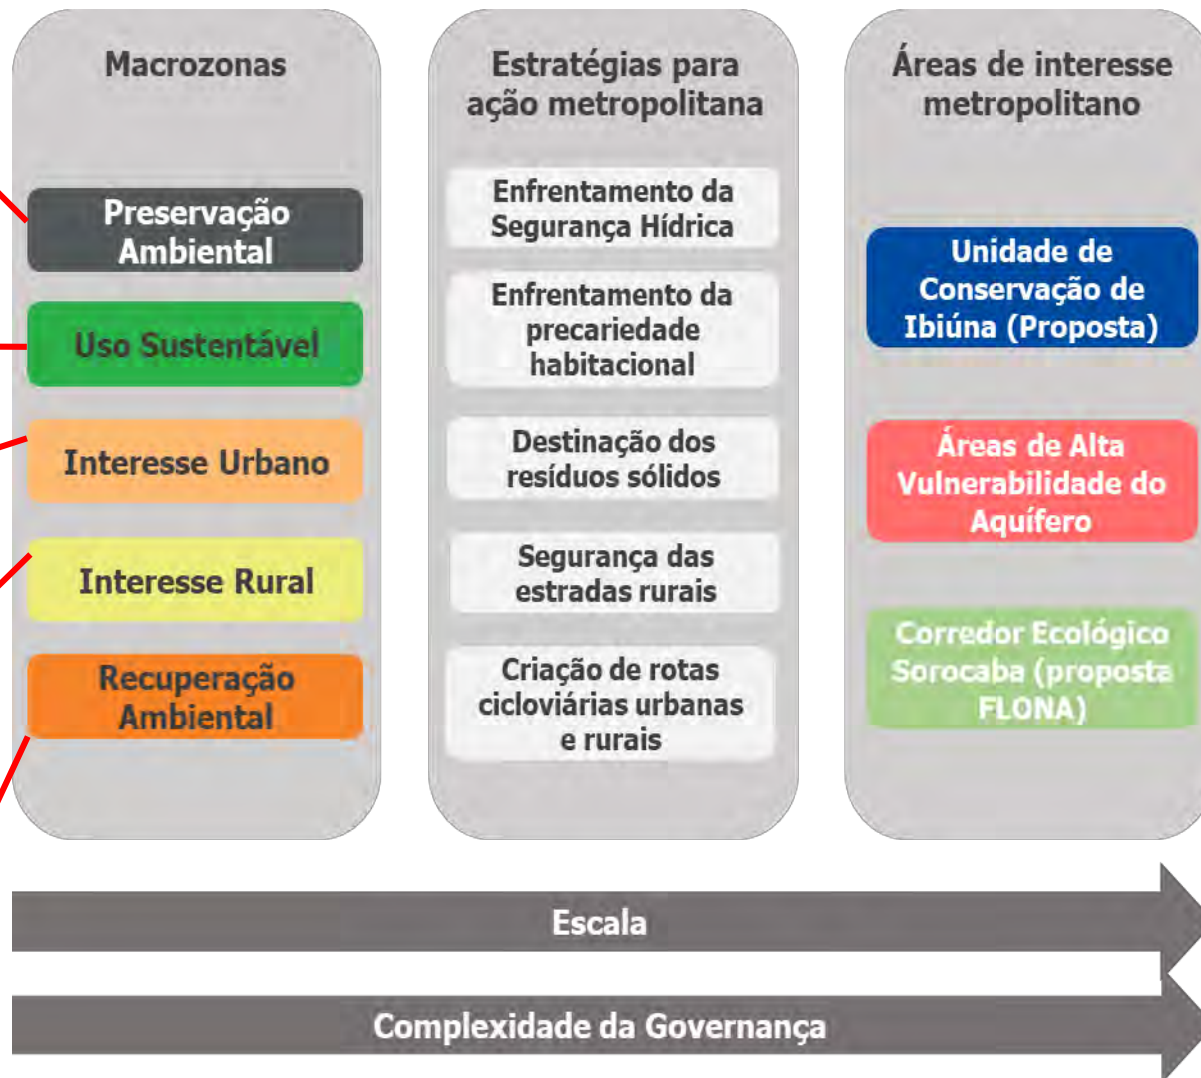 Macrozonas
Preservação
Ambiental
Uso Sustentável
Interesse Urbano
Interesse Rural
Recuperação
Ambiental
Estratégias para
ação metropolitana
Enfrentamento da
Segurança Hídrica
Enfrentamento da
precariedade
habitacional
Destinação dos
resíduos sólidos
Segurança das
estradas rurais
Criação de rotas
cicloviárias urbanas
e rurais
Áreas de interesse
metropolitano
Unidade de
Conservação de
Ibiúna (Proposta)
Áreas de Alta
Vulnerabilidade do
Aquífero
Corredor Ecológico
Sorocaba (proposta
FLONA)
Escala
Complexidade da Governança